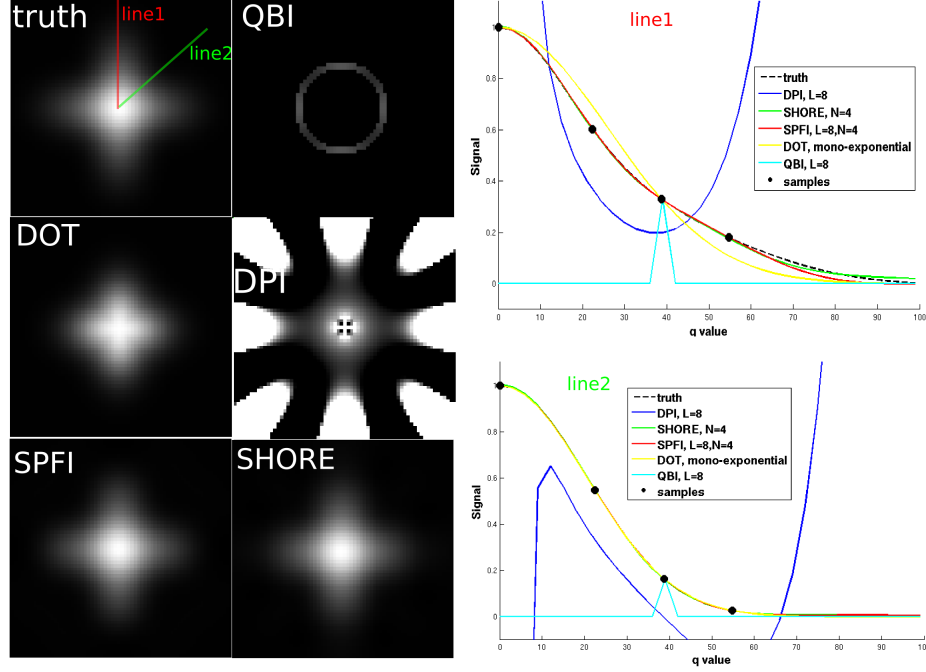 truth
line1
line2
QBI
DOT
DPI
SPFI
SHORE
line1
Signal
1
0.8
0.6
0.4
0.2
0
0 10 20 30 40 50 60 70 80 90 100
q value
truth
DPI, L=8
SHORE, N=4
SPFI, L=8,N=4
DOT, mono-exponential
QBI, L=8
samples
line2
Signal
1
0.8
0.6
0.4
0.2
0
0 10 20 30 40 50 60 70 80 90 10
q value
truth
DPI, L=8
SHORE, N=4
SPFI, L=8,N=4
DOT, mono-exponential
QBI, L=8
samples